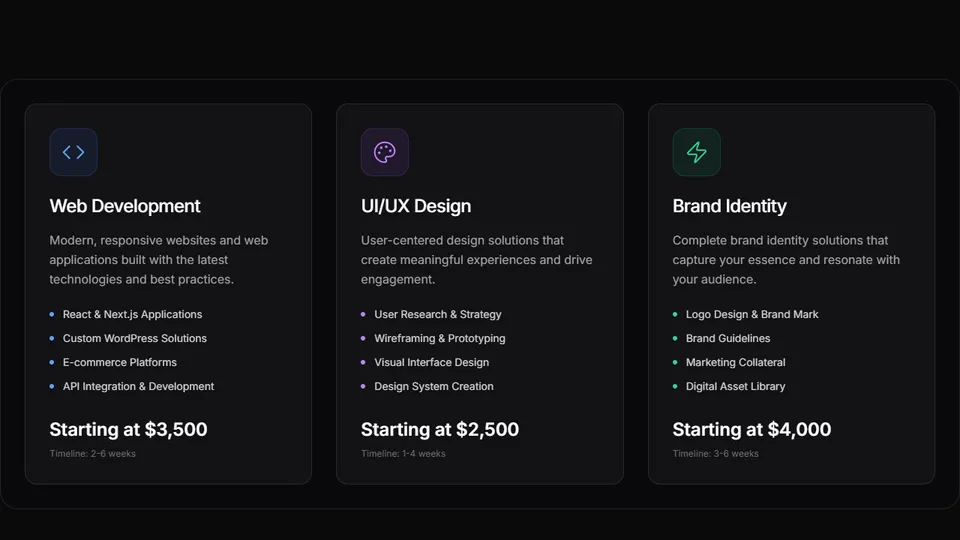 Web Development
Modern, responsive websites and web
applications built with the latest
technologies and best practices.
React & Next.js Applications
Custom WordPress Solutions
E-commerce Platforms
API Integration & Development
Starting at $3,500
Timeline: 2-6 weeks
UI/UX Design
User-centered design solutions that
create meaningful experiences and drive
engagement.
User Research & Strategy
Wireframing & Prototyping
Visual Interface Design
Design System Creation
Starting at $2,500
Timeline: 1-4 weeks
Brand Identity
Complete brand identity solutions that
capture your essence and resonate with
your audience.
Logo Design & Brand Mark
Brand Guidelines
Marketing Collateral
Digital Asset Library
Starting at $4,000
Timeline: 3-6 weeks